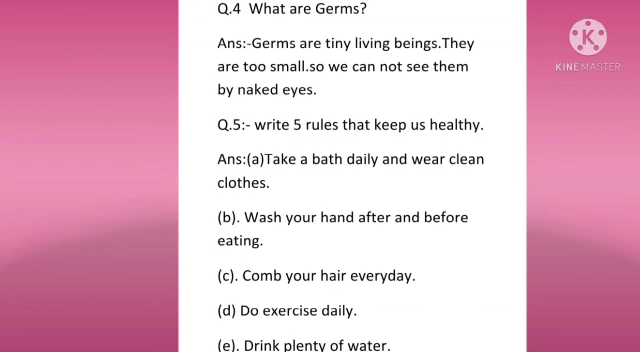 Q.4 What are Germs?
Ans:-Germs are tiny living beings.They
are too small.so we can not see them
by naked eyes.
Q.5:- write 5 rules that keep us healthy.
Ans:(a)Take a bath daily and wear clean
clothes.
(b). Wash your hand after and before
eating.
(c). Comb your hair everyday.
(d) Do exercise daily.
(e). Drink plenty of water.
K
KINEMASTER